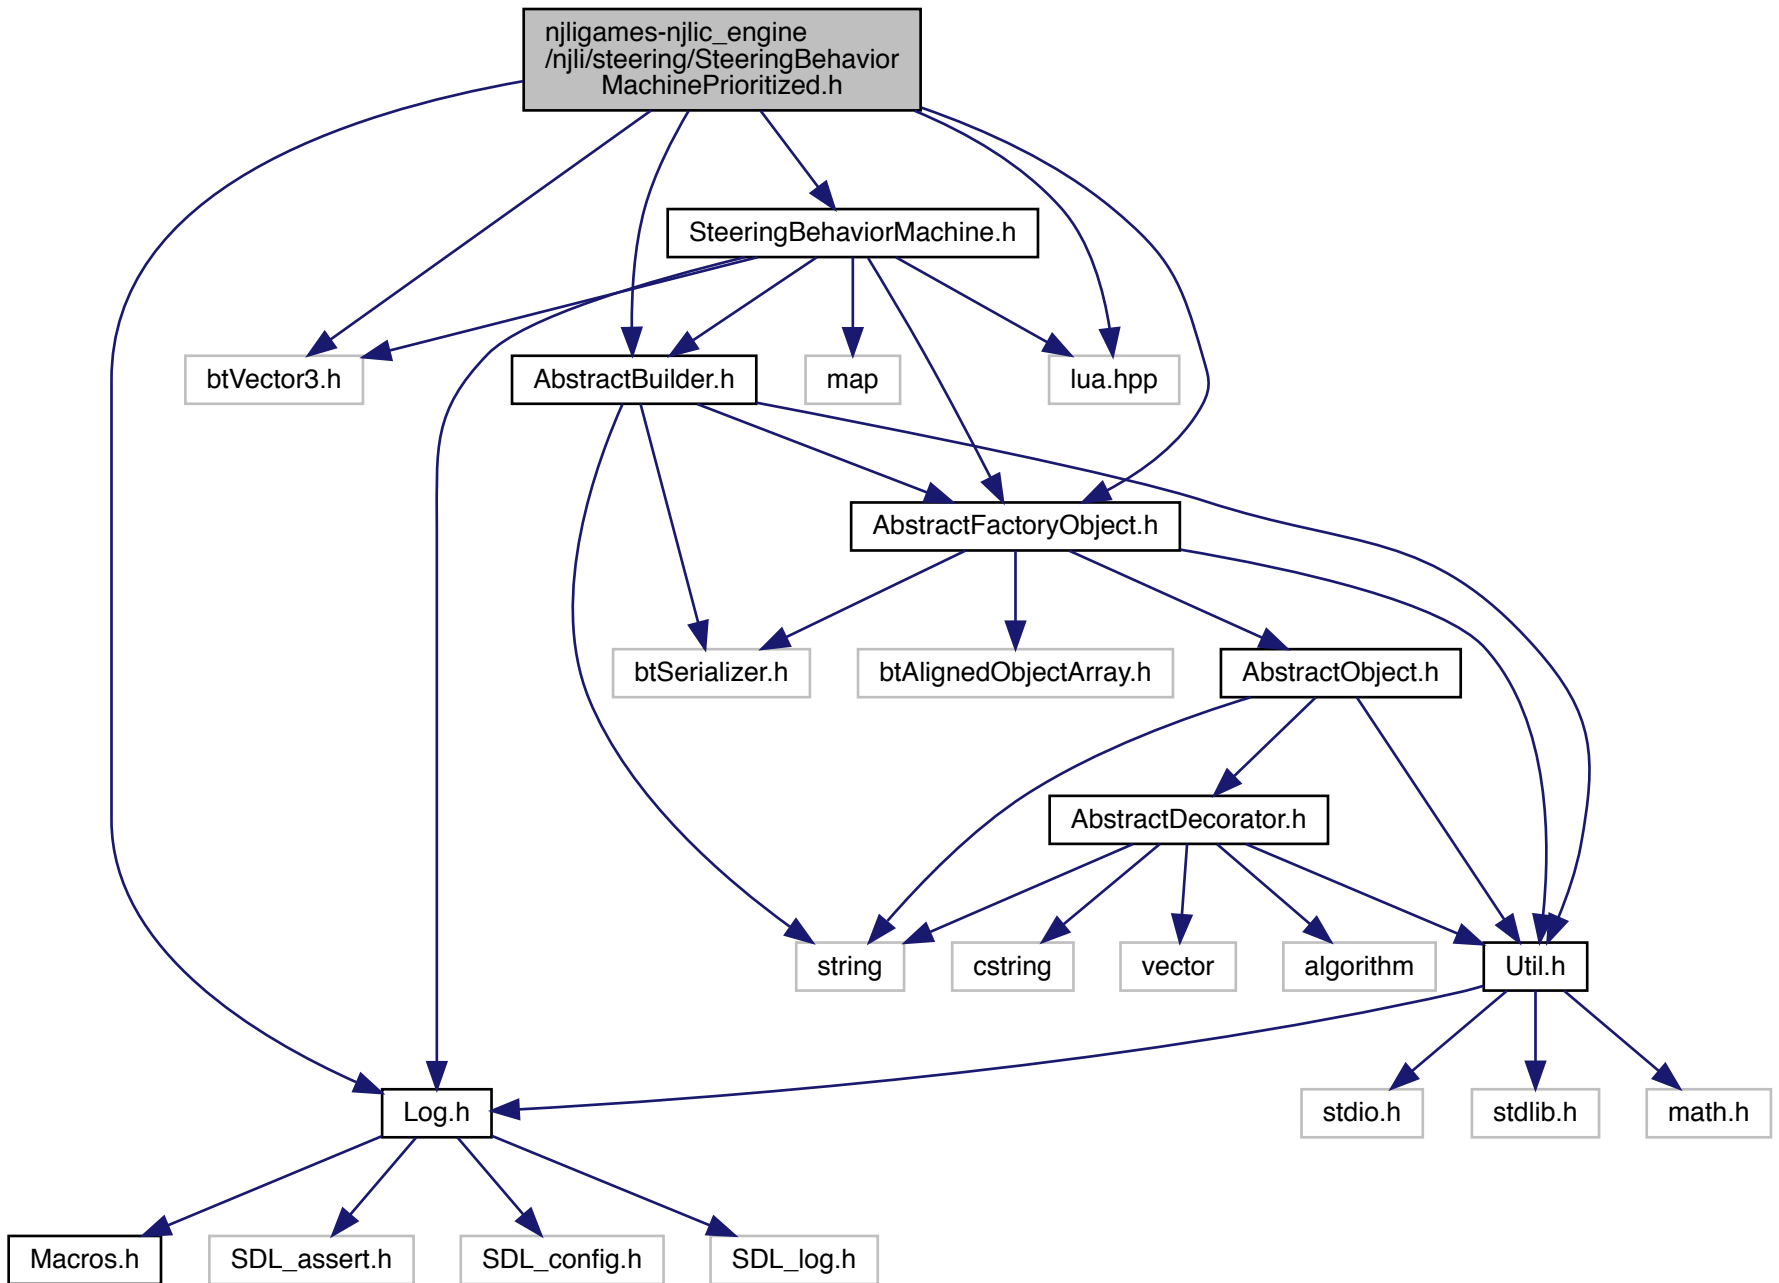 njligames-njlic_engine
/njli/steering/SteeringBehavior
MachinePrioritized.h
SteeringBehaviorMachine.h
btVector3.h
AbstractBuilder.h
map
lua.hpp
AbstractFactoryObject.h
btSerializer.h
btAlignedObjectArray.h
AbstractObject.h
AbstractDecorator.h
string
cstring
vector
algorithm
Util.h
Log.h
stdio.h
stdlib.h
math.h
Macros.h
SDL_assert.h
SDL_config.h
SDL_log.h